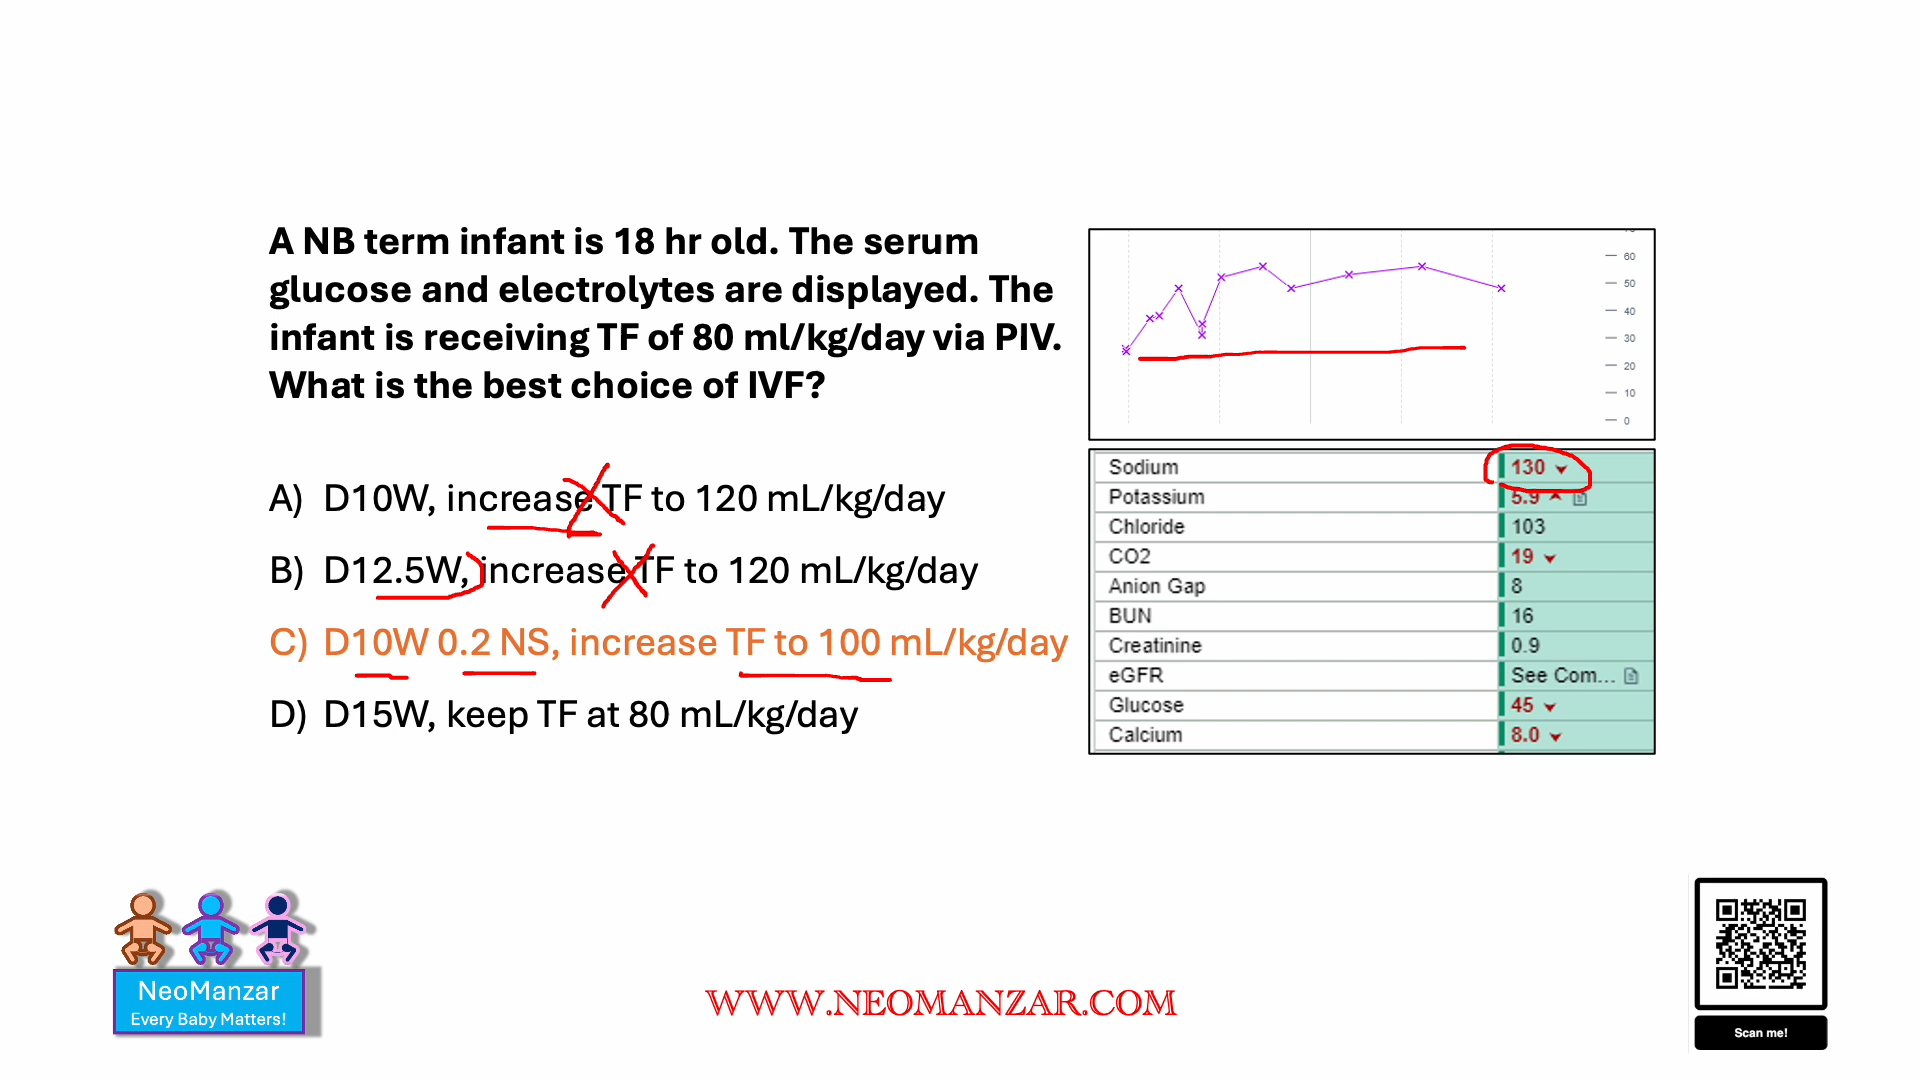 A NB term infant is 18 hr old. The serum
glucose and electrolytes are displayed. The
infant is receiving TF of 80 ml/kg/day via PIV.
What is the best choice of IVF?
A) D10W, increase TF to 120 mL/kg/day
B) D12.5W, increase TF to 120 mL/kg/day
C) D10W 0.2 NS, increase TF to 100 mL/kg/day
D) D15W, keep TF at 80 mL/kg/day
60
50
40
30
20
10
0
Sodium 130
Potassium 5.9
Chloride 103
CO2 19
Anion Gap 8
BUN 16
Creatinine 0.9
eGFR See Com...
Glucose 45
Calcium 8.0
NeoManzar
Every Baby Matters!
WWW.NEOMANZAR.COM
Scan me!